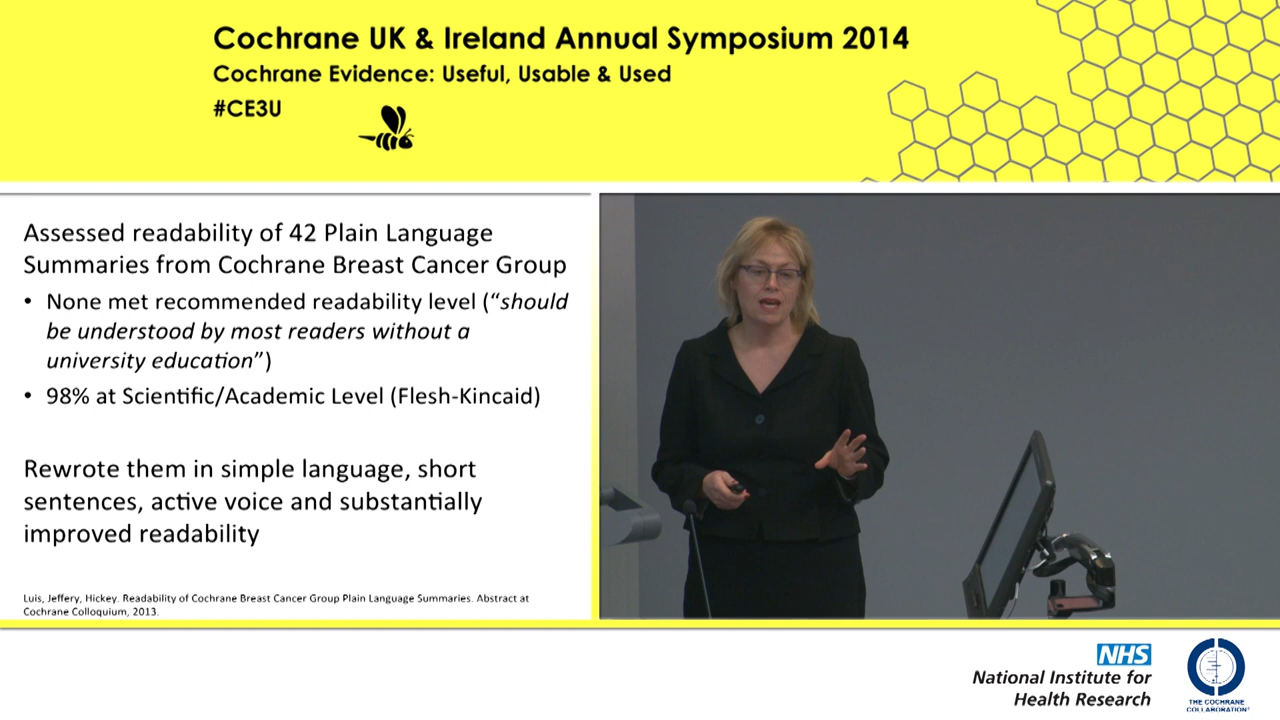 Cochrane UK & Ireland Annual Symposium 2014
Cochrane Evidence: Useful, Usable & Used
#CE3U
Assessed readability of 42 Plain Language
Summaries from Cochrane Breast Cancer Group
• None met recommended readability level (“should
be understood by most readers without a
university education”)
• 98% at Scientific/Academic Level (Flesh-Kincaid)
Rewrote them in simple language, short
sentences, active voice and substantially
improved readability
Luis, Jeffery, Hickey. Readability of Cochrane Breast Cancer Group Plain Language Summaries. Abstract at
Cochrane Colloquium, 2013.
NHS
National Institute for
Health Research
THE COCHRANE
COLLABORATION®